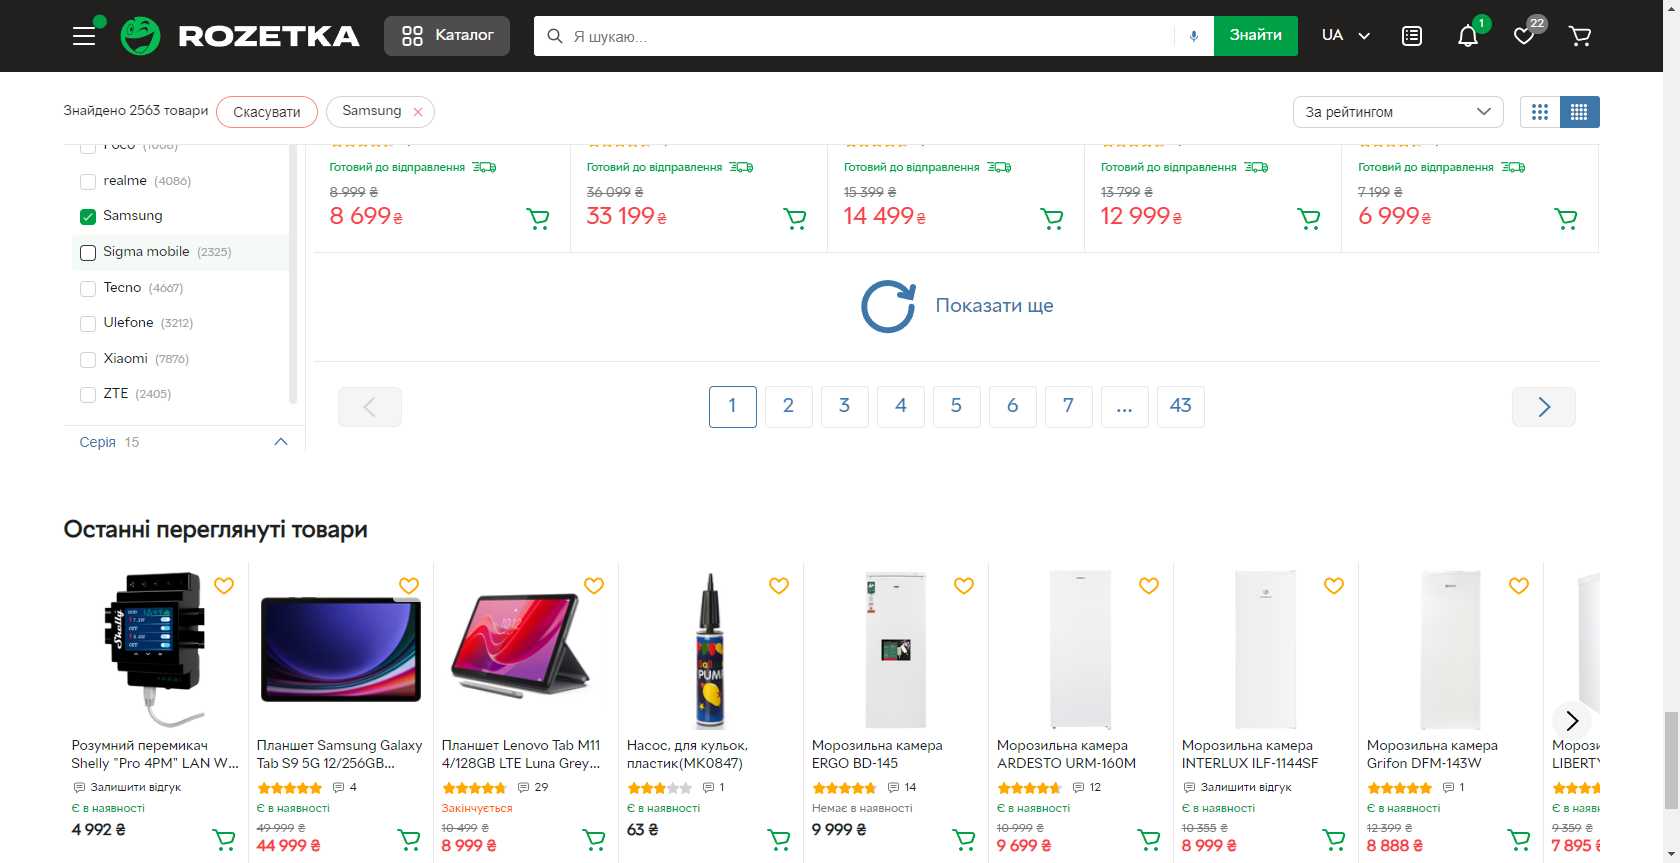 ROZETKA
Каталог
Я шукаю...
Знайти
UA
1
22
Знайдено 2563 товари
Скасувати
Samsung
За рейтингом
Poco (1008)
realme (4086)
Samsung
Sigma mobile (2325)
Tecno (4667)
Ulefone (3212)
Xiaomi (7876)
ZTE (2405)
Серія 15
Готовий до відправлення
8 999 ₴
8 699 ₴
Готовий до відправлення
36 099 ₴
33 199 ₴
Готовий до відправлення
15 399 ₴
14 499 ₴
Готовий до відправлення
13 799 ₴
12 999 ₴
Готовий до відправлення
7 199 ₴
6 999 ₴
Показати ще
1 2 3 4 5 6 7 ... 43
Останні переглянуті товари
Shelly
Розумний перемикач
Shelly "Pro 4PM" LAN W...
Залишити відгук
Є в наявності
4 992 ₴
Планшет Samsung Galaxy
Tab S9 5G 12/256GB...
4
Є в наявності
49 999 ₴
44 999 ₴
Планшет Lenovo Tab M11
4/128GB LTE Luna Grey...
29
Закінчується
10 499 ₴
8 999 ₴
PUMP
Насос, для кульок,
пластик(MK0847)
1
Є в наявності
63 ₴
Морозильна камера
ERGO BD-145
14
Немає в наявності
9 999 ₴
Морозильна камера
ARDESTO URM-160M
12
Є в наявності
10 999 ₴
9 699 ₴
Морозильна камера
INTERLUX ILF-1144SF
Залишити відгук
Є в наявності
10 355 ₴
8 999 ₴
Морозильна камера
Grifon DFM-143W
1
Є в наявності
12 399 ₴
8 888 ₴
Мороз
LIBERTY
Є в наявн
9 359 ₴
7 895 ₴